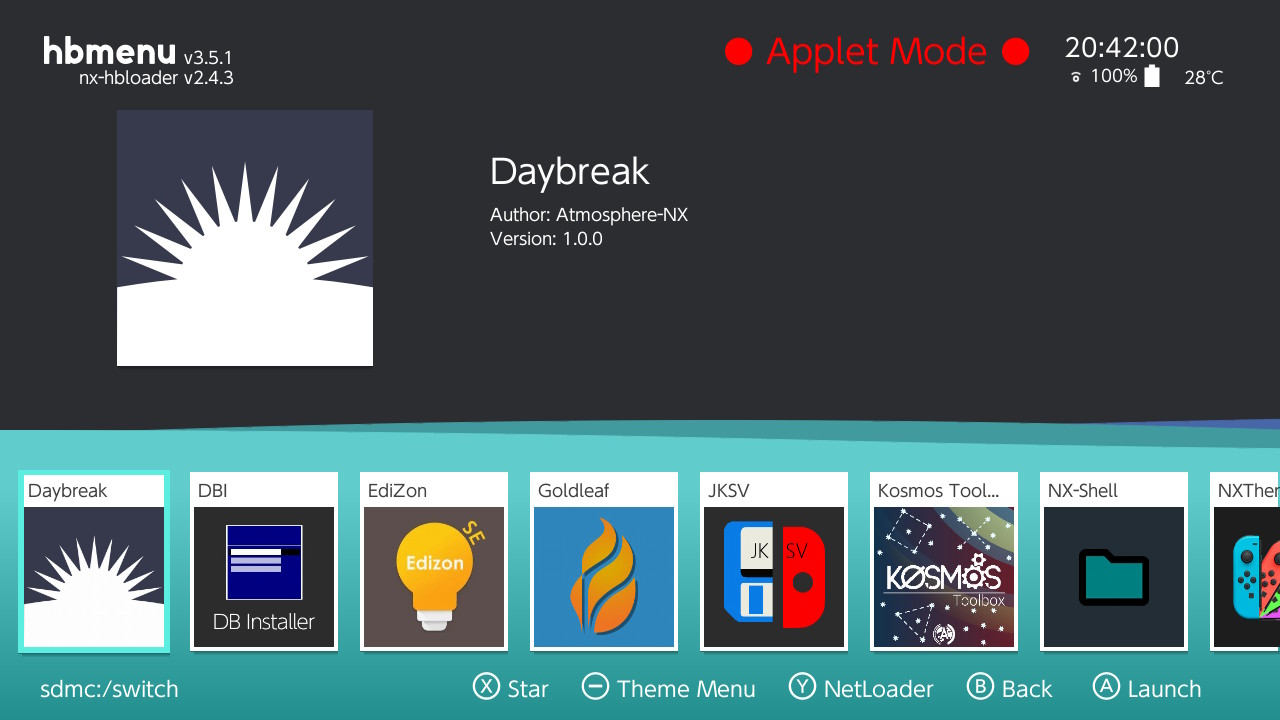 hbmenu v3.5.1
nx-hbloader v2.4.3
Applet Mode
20:42:00
100% 28°C
Daybreak
Author: Atmosphere-NX
Version: 1.0.0
Daybreak
DBI
DB Installer
EdiZon
Edizon
SE
Goldleaf
JKSV
JK SV
Kosmos Tool...
KOSMOS
Toolbox
NX-Shell
NXTher
sdmc:/switch
X Star
Theme Menu
Y NetLoader
B Back
A Launch